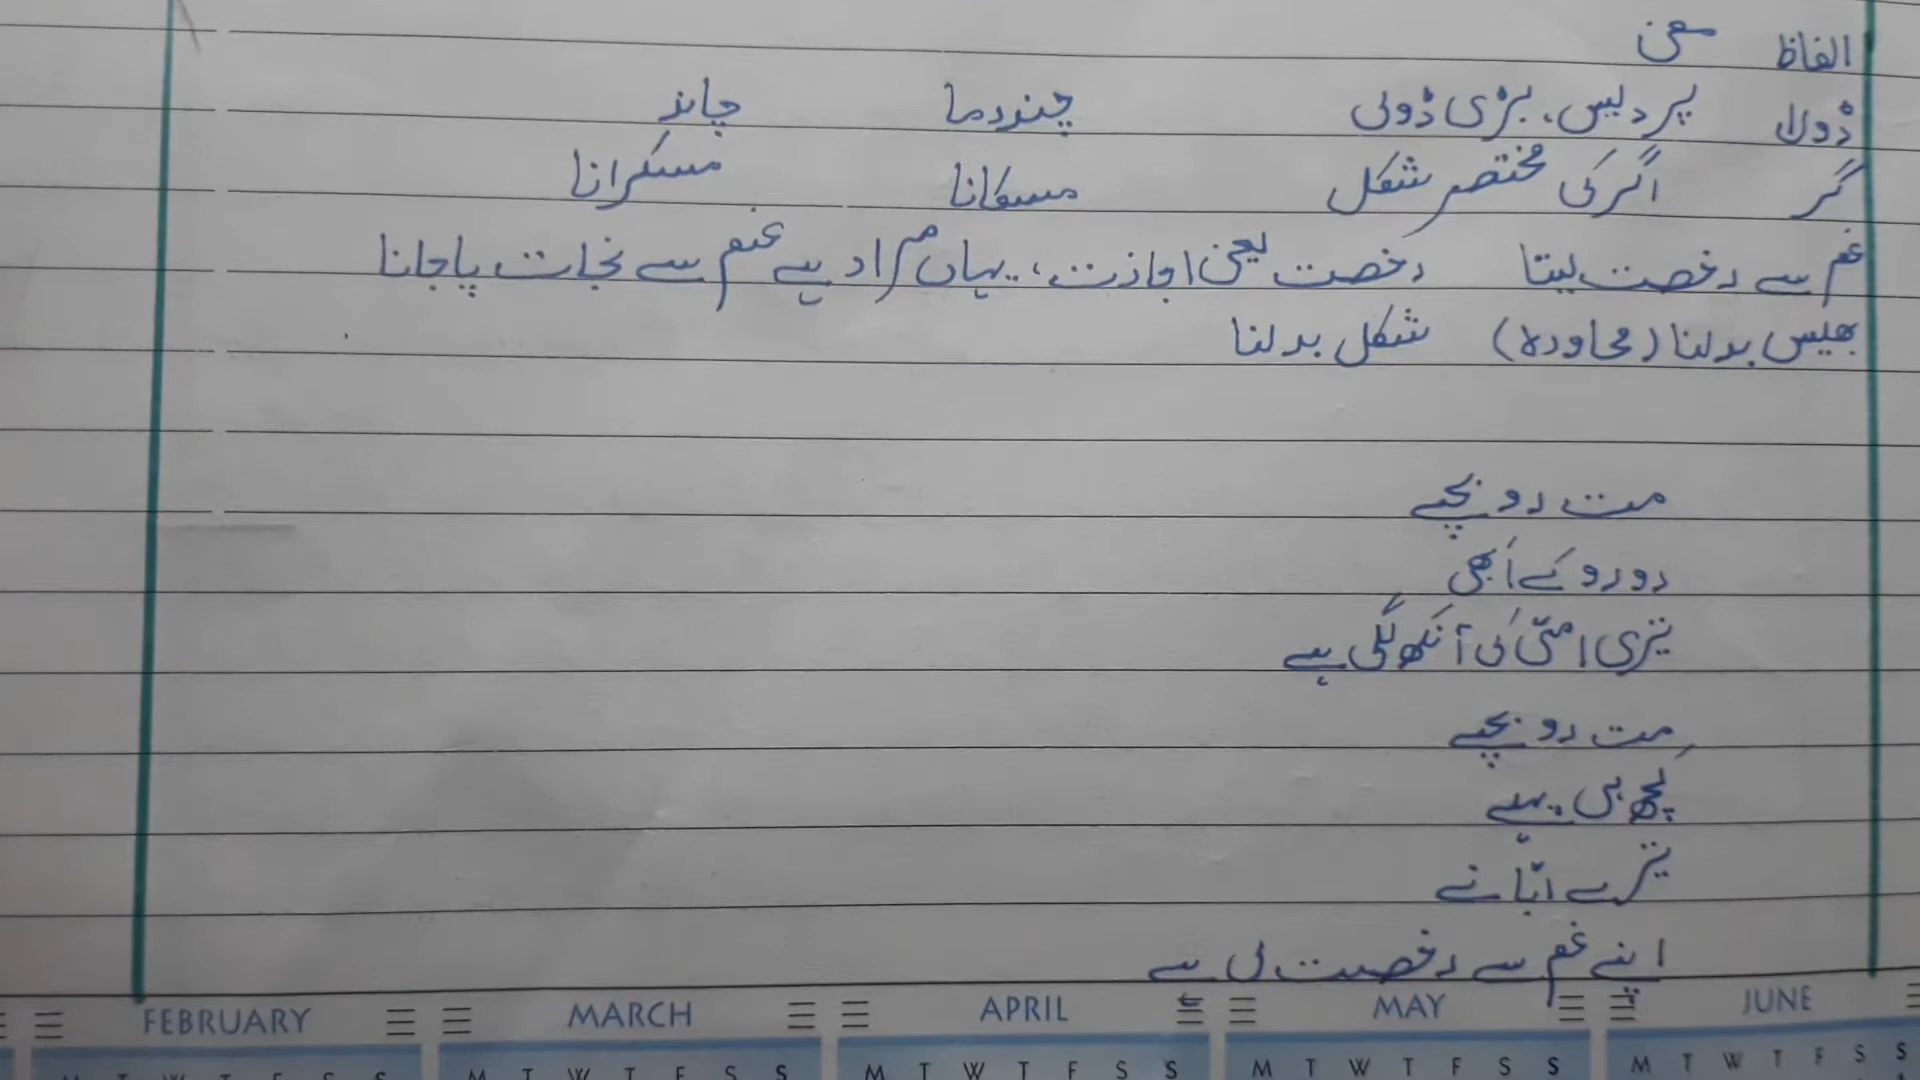 الفاظ معنی
ڈولا پردیس، بڑی ڈولی چندرما چاند
گر اگر کی مختصر شکل مسکانا مسکرانا
غم سے رخصت لیتا رخصت یعنی اجازت، یہاں مراد ہے غم سے نجات پا جانا
بھیس بدلنا (محاورہ) شکل بدلنا
مت رو بچے
رو رو کے ابھی
تیری امّی کی آنکھ لگی ہے
مت رو بچے
کچھ ہی پہلے
تیرے ابّا نے
اپنے غم سے رخصت لی ہے
FEBRUARY MARCH APRIL MAY JUNE
M T W T F S S M T W T F S S M T W T F S S M T W T F S S M T W T F S S